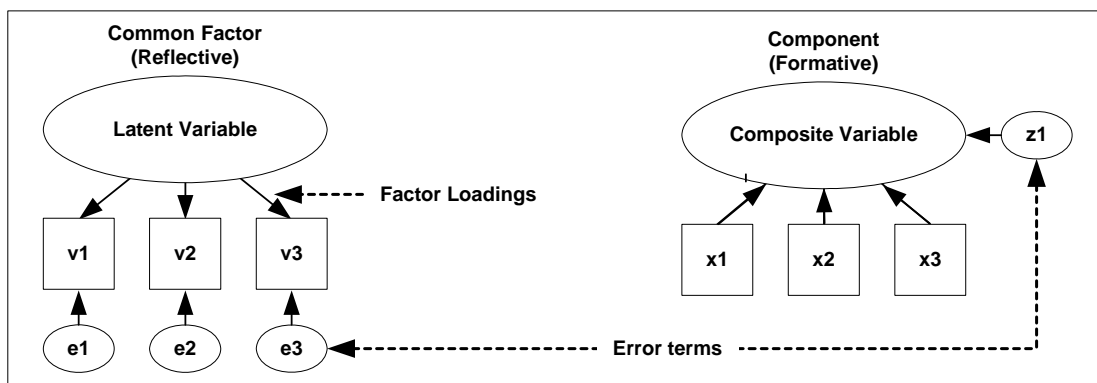 Common Factor
(Reflective)
Latent Variable
Factor Loadings
v1
v2
v3
e1
e2
e3
Component
(Formative)
Composite Variable
z1
x1
x2
x3
Error terms